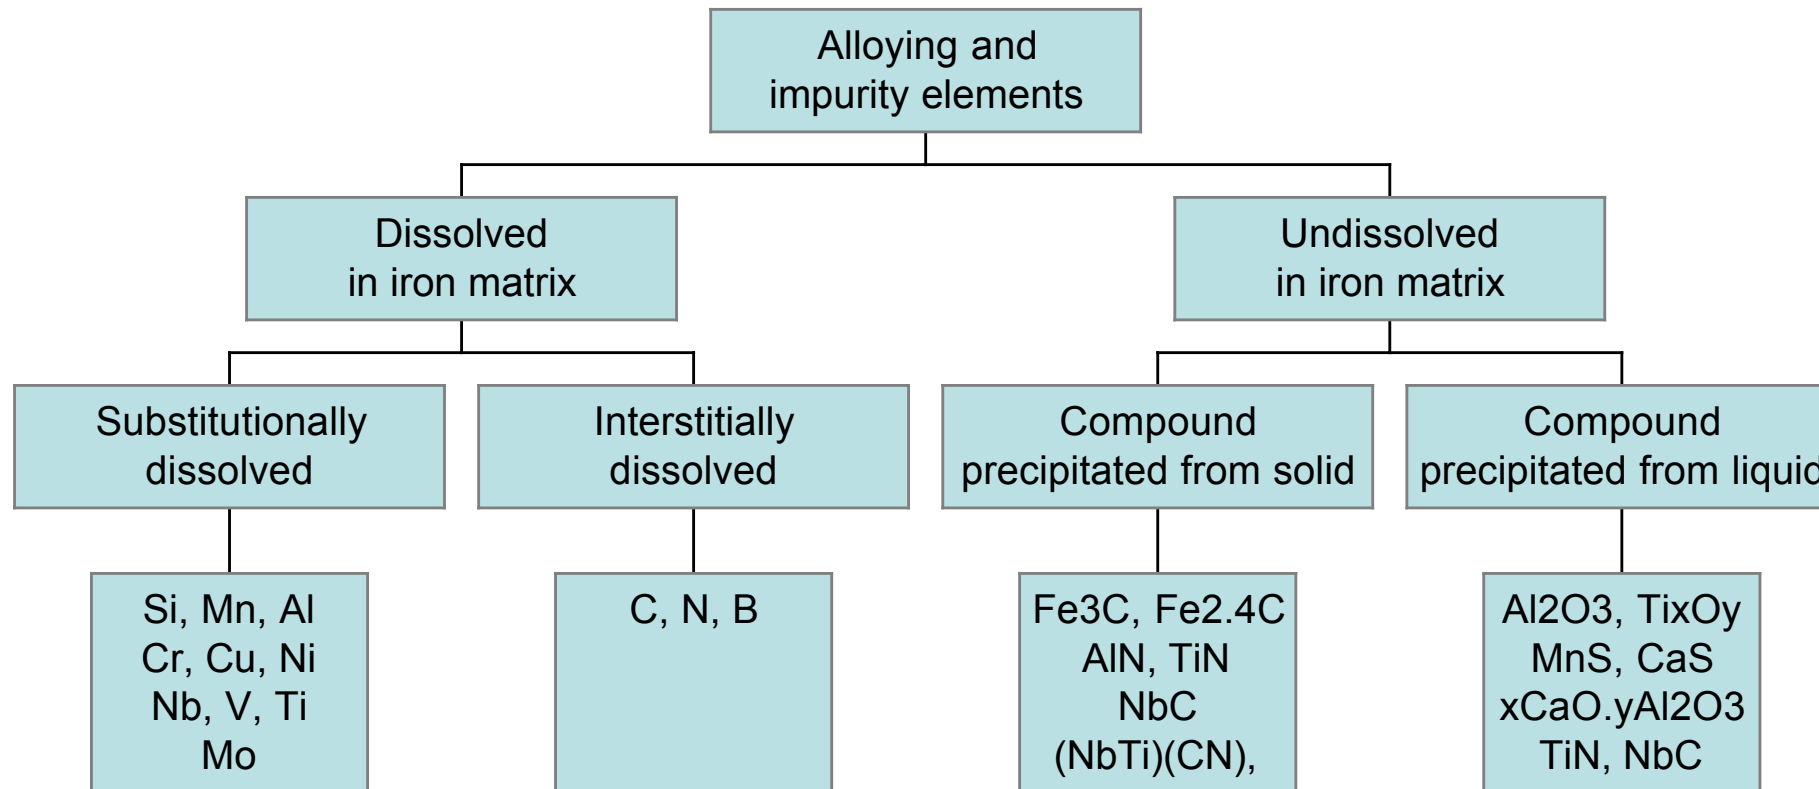 Alloying and
impurity elements
Dissolved
in iron matrix
Undissolved
in iron matrix
Substitutionally
dissolved
Interstitially
dissolved
Compound
precipitated from solid
Compound
precipitated from liquid
Si, Mn, Al
Cr, Cu, Ni
Nb, V, Ti
Mo
C, N, B
Fe3C, Fe2.4C
AlN, TiN
NbC
(NbTi)(CN),
Al2O3, TixOy
MnS, CaS
xCaO.yAl2O3
TiN, NbC